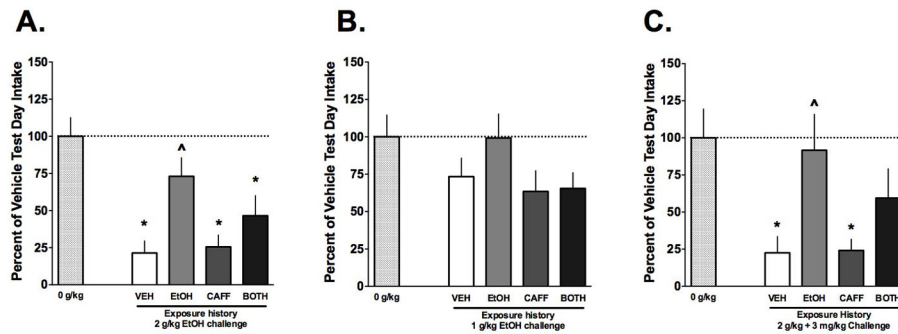 A.
Percent of Vehicle Test Day Intake
150
125
100
75
50
25
0
^
*
*
*
0 g/kg
VEH EtOH CAFF BOTH
Exposure history
2 g/kg EtOH challenge
B.
Percent of Vehicle Test Day Intake
150
125
100
75
50
25
0
0 g/kg
VEH EtOH CAFF BOTH
Exposure history
1 g/kg EtOH challenge
C.
Percent of Vehicle Test Day Intake
150
125
100
75
50
25
0
^
*
*
0 g/kg
VEH EtOH CAFF BOTH
Exposure History
2 g/kg + 3 mg/kg Challenge